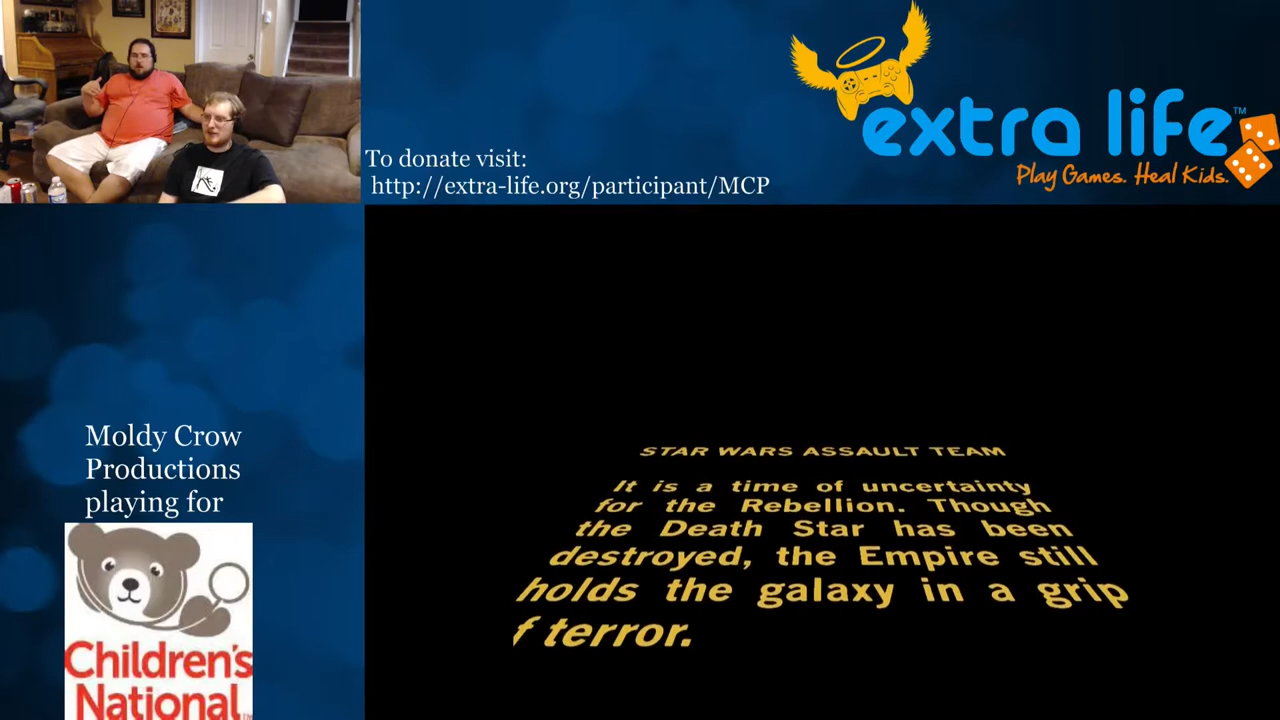 extra life™
Play Games. Heal Kids.
To donate visit:
http://extra-life.org/participant/MCP
STAR WARS ASSAULT TEAM
It is a time of uncertainty
for the Rebellion. Though
the Death Star has been
destroyed, the Empire still
holds the galaxy in a grip
f terror.
Moldy Crow
Productions
playing for
Children's
National